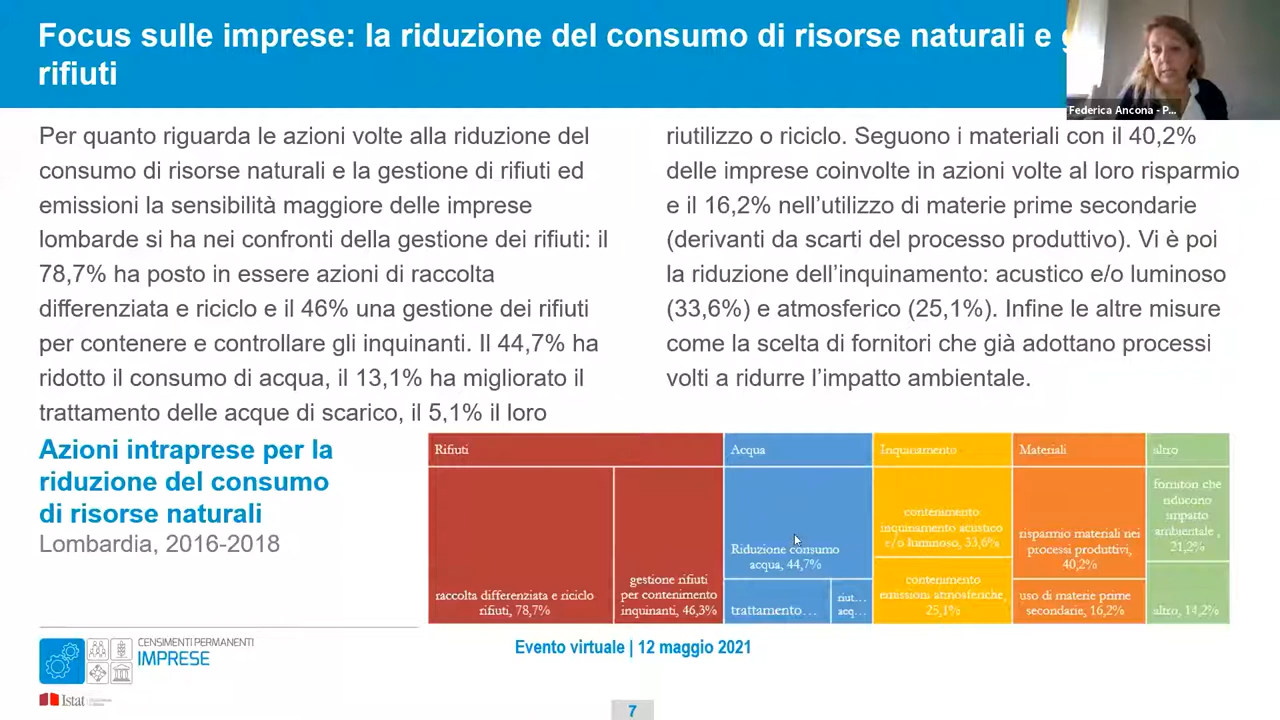 Focus sulle imprese: la riduzione del consumo di risorse naturali e
rifiuti
Federica Ancona - P...
Per quanto riguarda le azioni volte alla riduzione del
consumo di risorse naturali e la gestione di rifiuti ed
emissioni la sensibilità maggiore delle imprese
lombarde si ha nei confronti della gestione dei rifiuti: il
78,7% ha posto in essere azioni di raccolta
differenziata e riciclo e il 46% una gestione dei rifiuti
per contenere e controllare gli inquinanti. Il 44,7% ha
ridotto il consumo di acqua, il 13,1% ha migliorato il
trattamento delle acque di scarico, il 5,1% il loro
riutilizzo o riciclo. Seguono i materiali con il 40,2%
delle imprese coinvolte in azioni volte al loro risparmio
e il 16,2% nell'utilizzo di materie prime secondarie
(derivanti da scarti del processo produttivo). Vi è poi
la riduzione dell'inquinamento: acustico e/o luminoso
(33,6%) e atmosferico (25,1%). Infine le altre misure
come la scelta di fornitori che già adottano processi
volti a ridurre l'impatto ambientale.
Azioni intraprese per la
riduzione del consumo
di risorse naturali
Lombardia, 2016-2018
Rifiuti
raccolta differenziata e riciclo
rifiuti, 78,7%
gestione rifiuti
per contenimento
inquinanti, 46,3%
Acqua
Riduzione consumo
acqua, 44,7%
trattamento...
riut...
acq...
Inquinamento
contenimento
inquinamento acustico
e/o luminoso, 33,6%
contenimento
emissioni atmosferiche,
25,1%
Materiali
risparmio materiali nei
processi produttivi,
40,2%
uso di materie prime
secondarie, 16,2%
altro
fornitori che
riducono
impatto
ambientale ,
21,2%
altro, 14,2%
CENSIMENTI PERMANENTI
IMPRESE
Istat
Evento virtuale | 12 maggio 2021
7